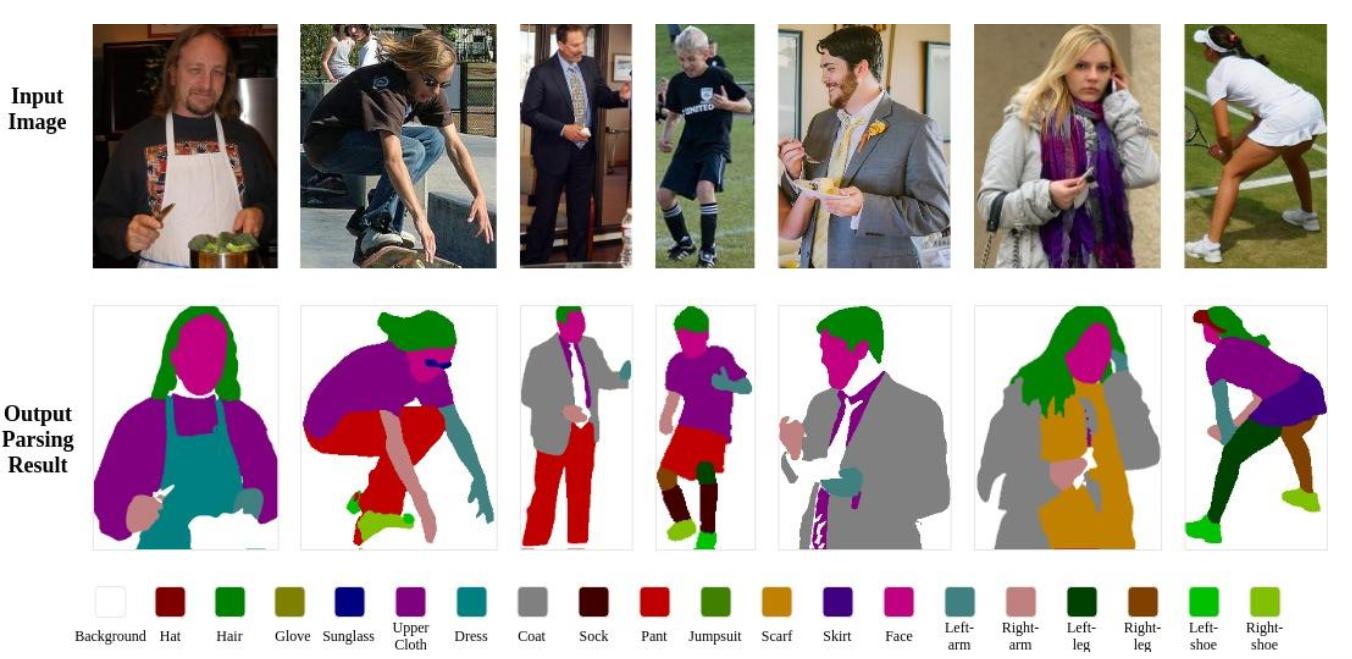 Input
Image
UNITED
Output
Parsing
Result
Background Hat Hair Glove Sunglass Upper Cloth Dress Coat Sock Pant Jumpsuit Scarf Skirt Face Left-arm Right-arm Left-leg Right-leg Left-shoe Right-shoe